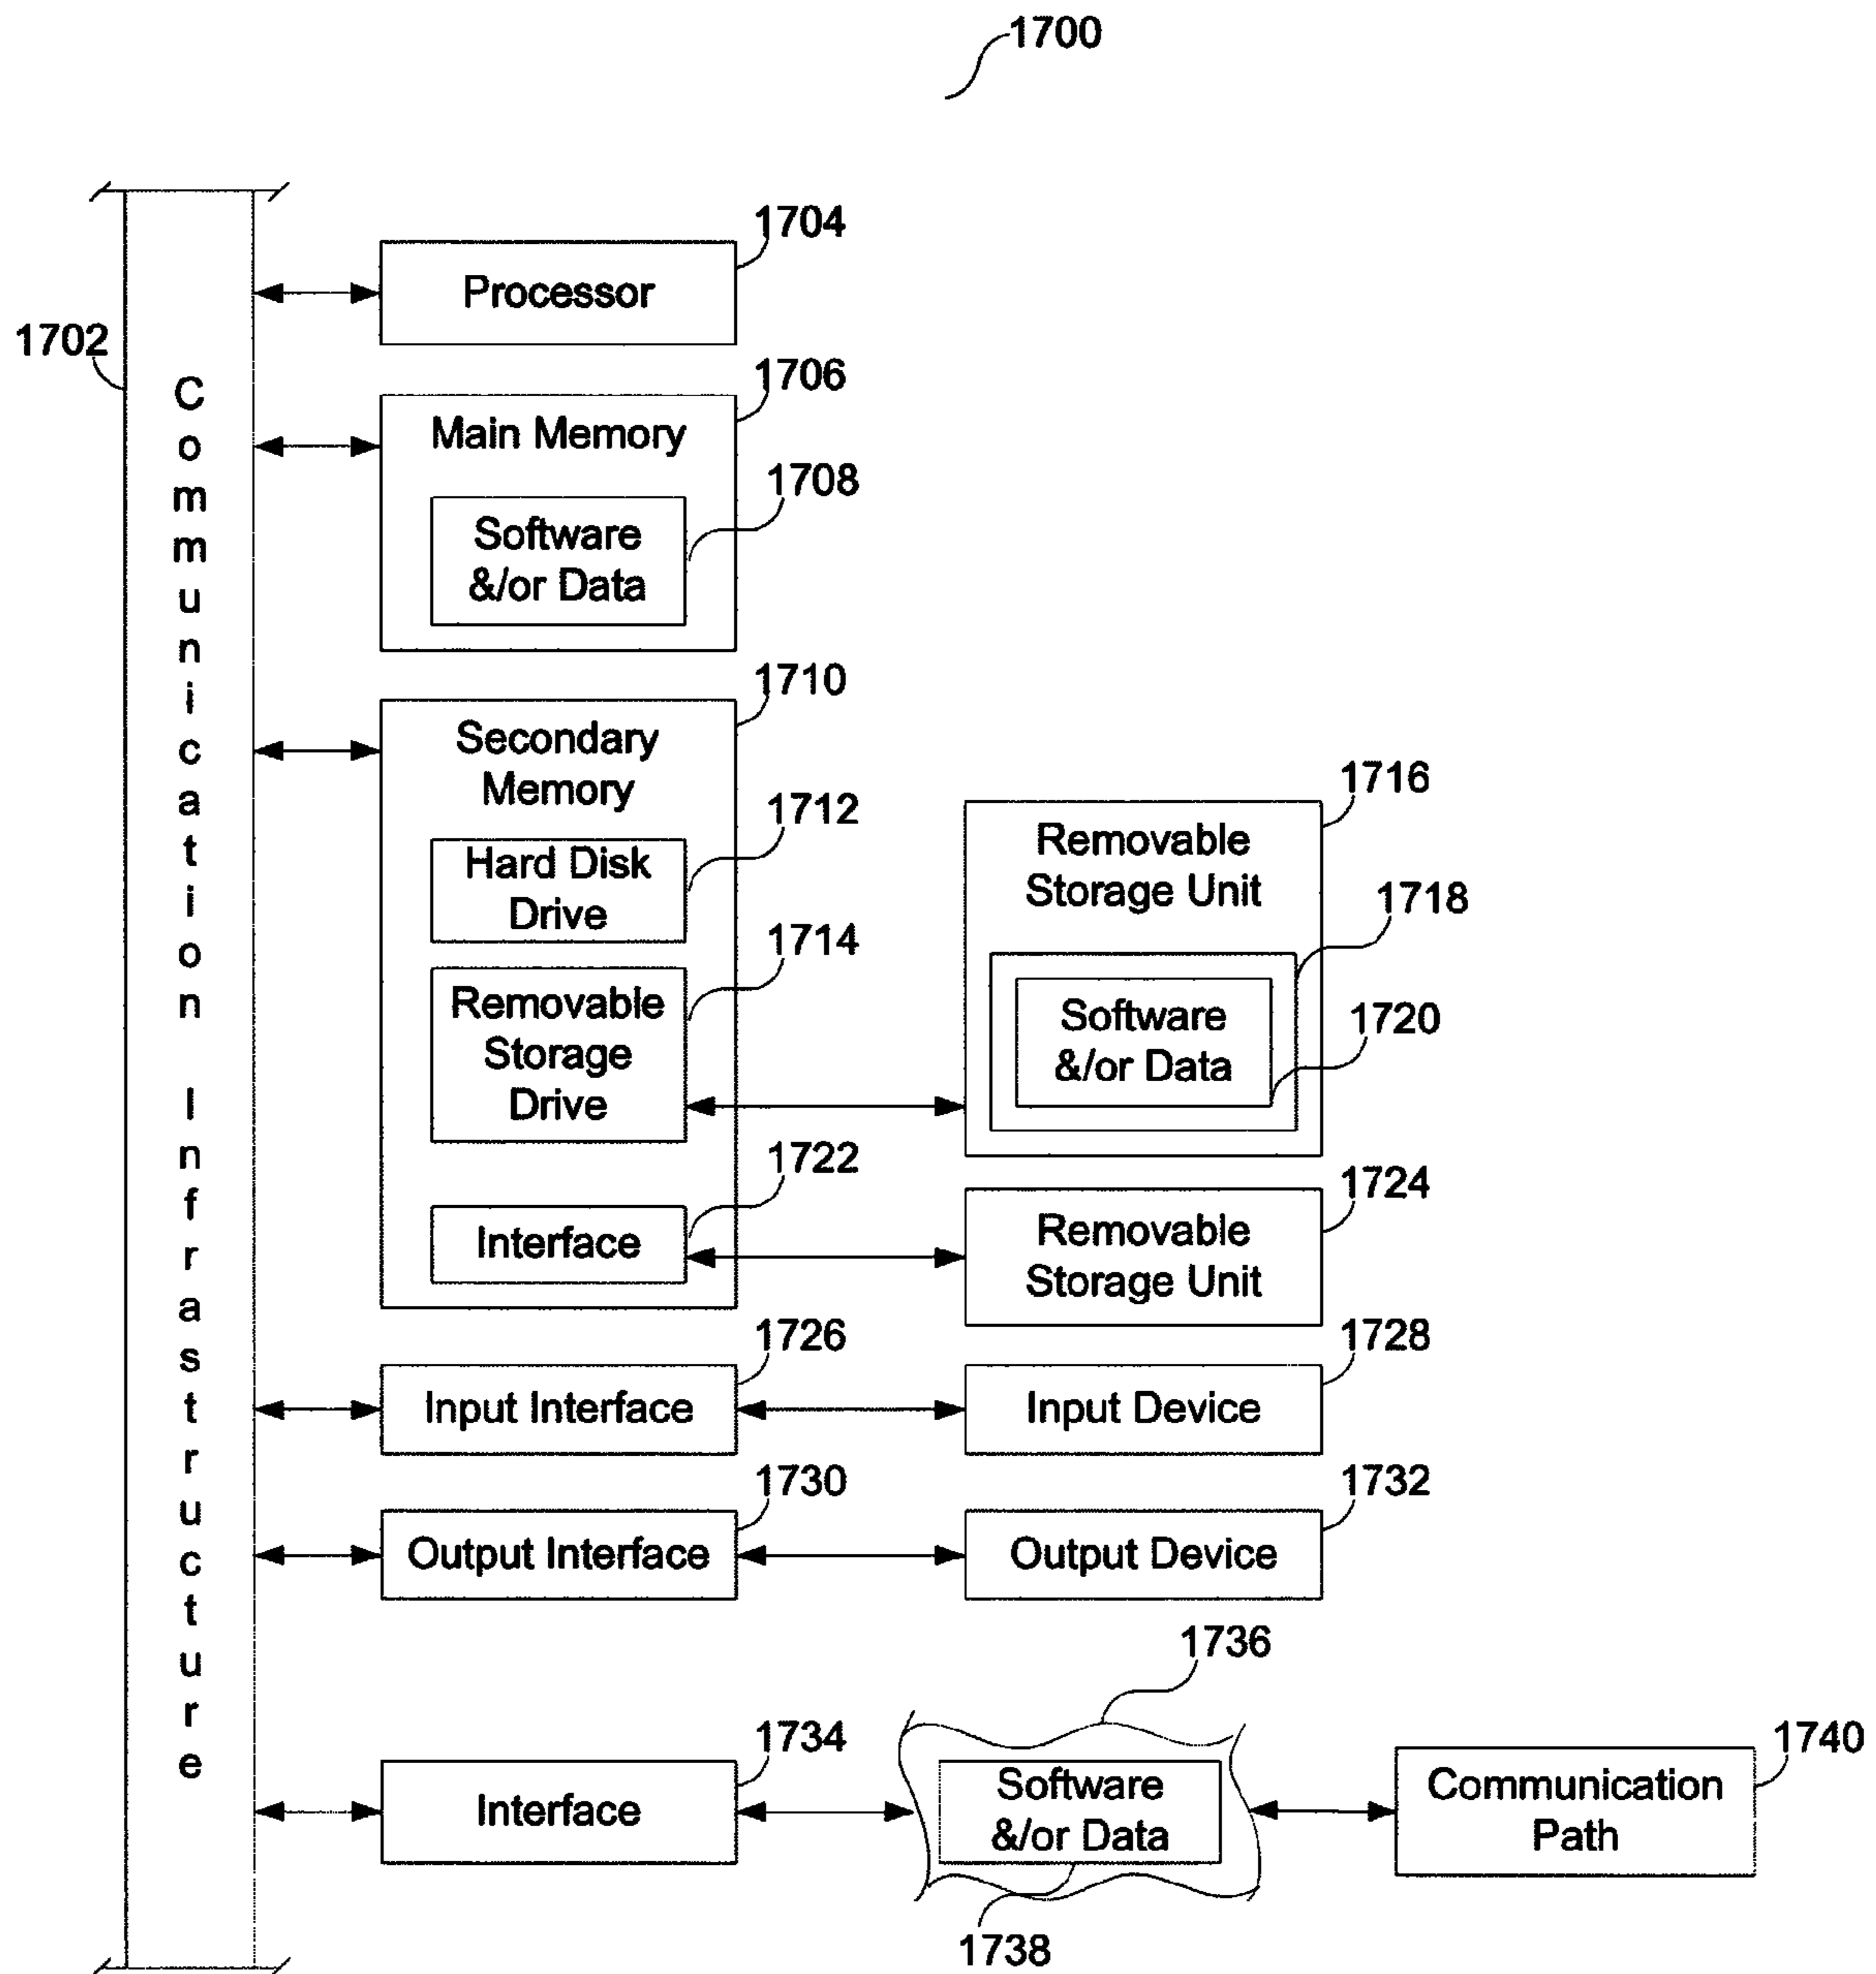 1700
1702
Communication Infrastructure
1704
Processor
1706
Main Memory
1708
Software
&/or Data
1710
Secondary
Memory
1712
Hard Disk
Drive
1714
Removable
Storage
Drive
1716
Removable
Storage Unit
1718
Software
&/or Data
1720
1722
Interface
1724
Removable
Storage Unit
1726
Input Interface
1728
Input Device
1730
Output Interface
1732
Output Device
1734
Interface
1736
Software
&/or Data
1738
1740
Communication
Path